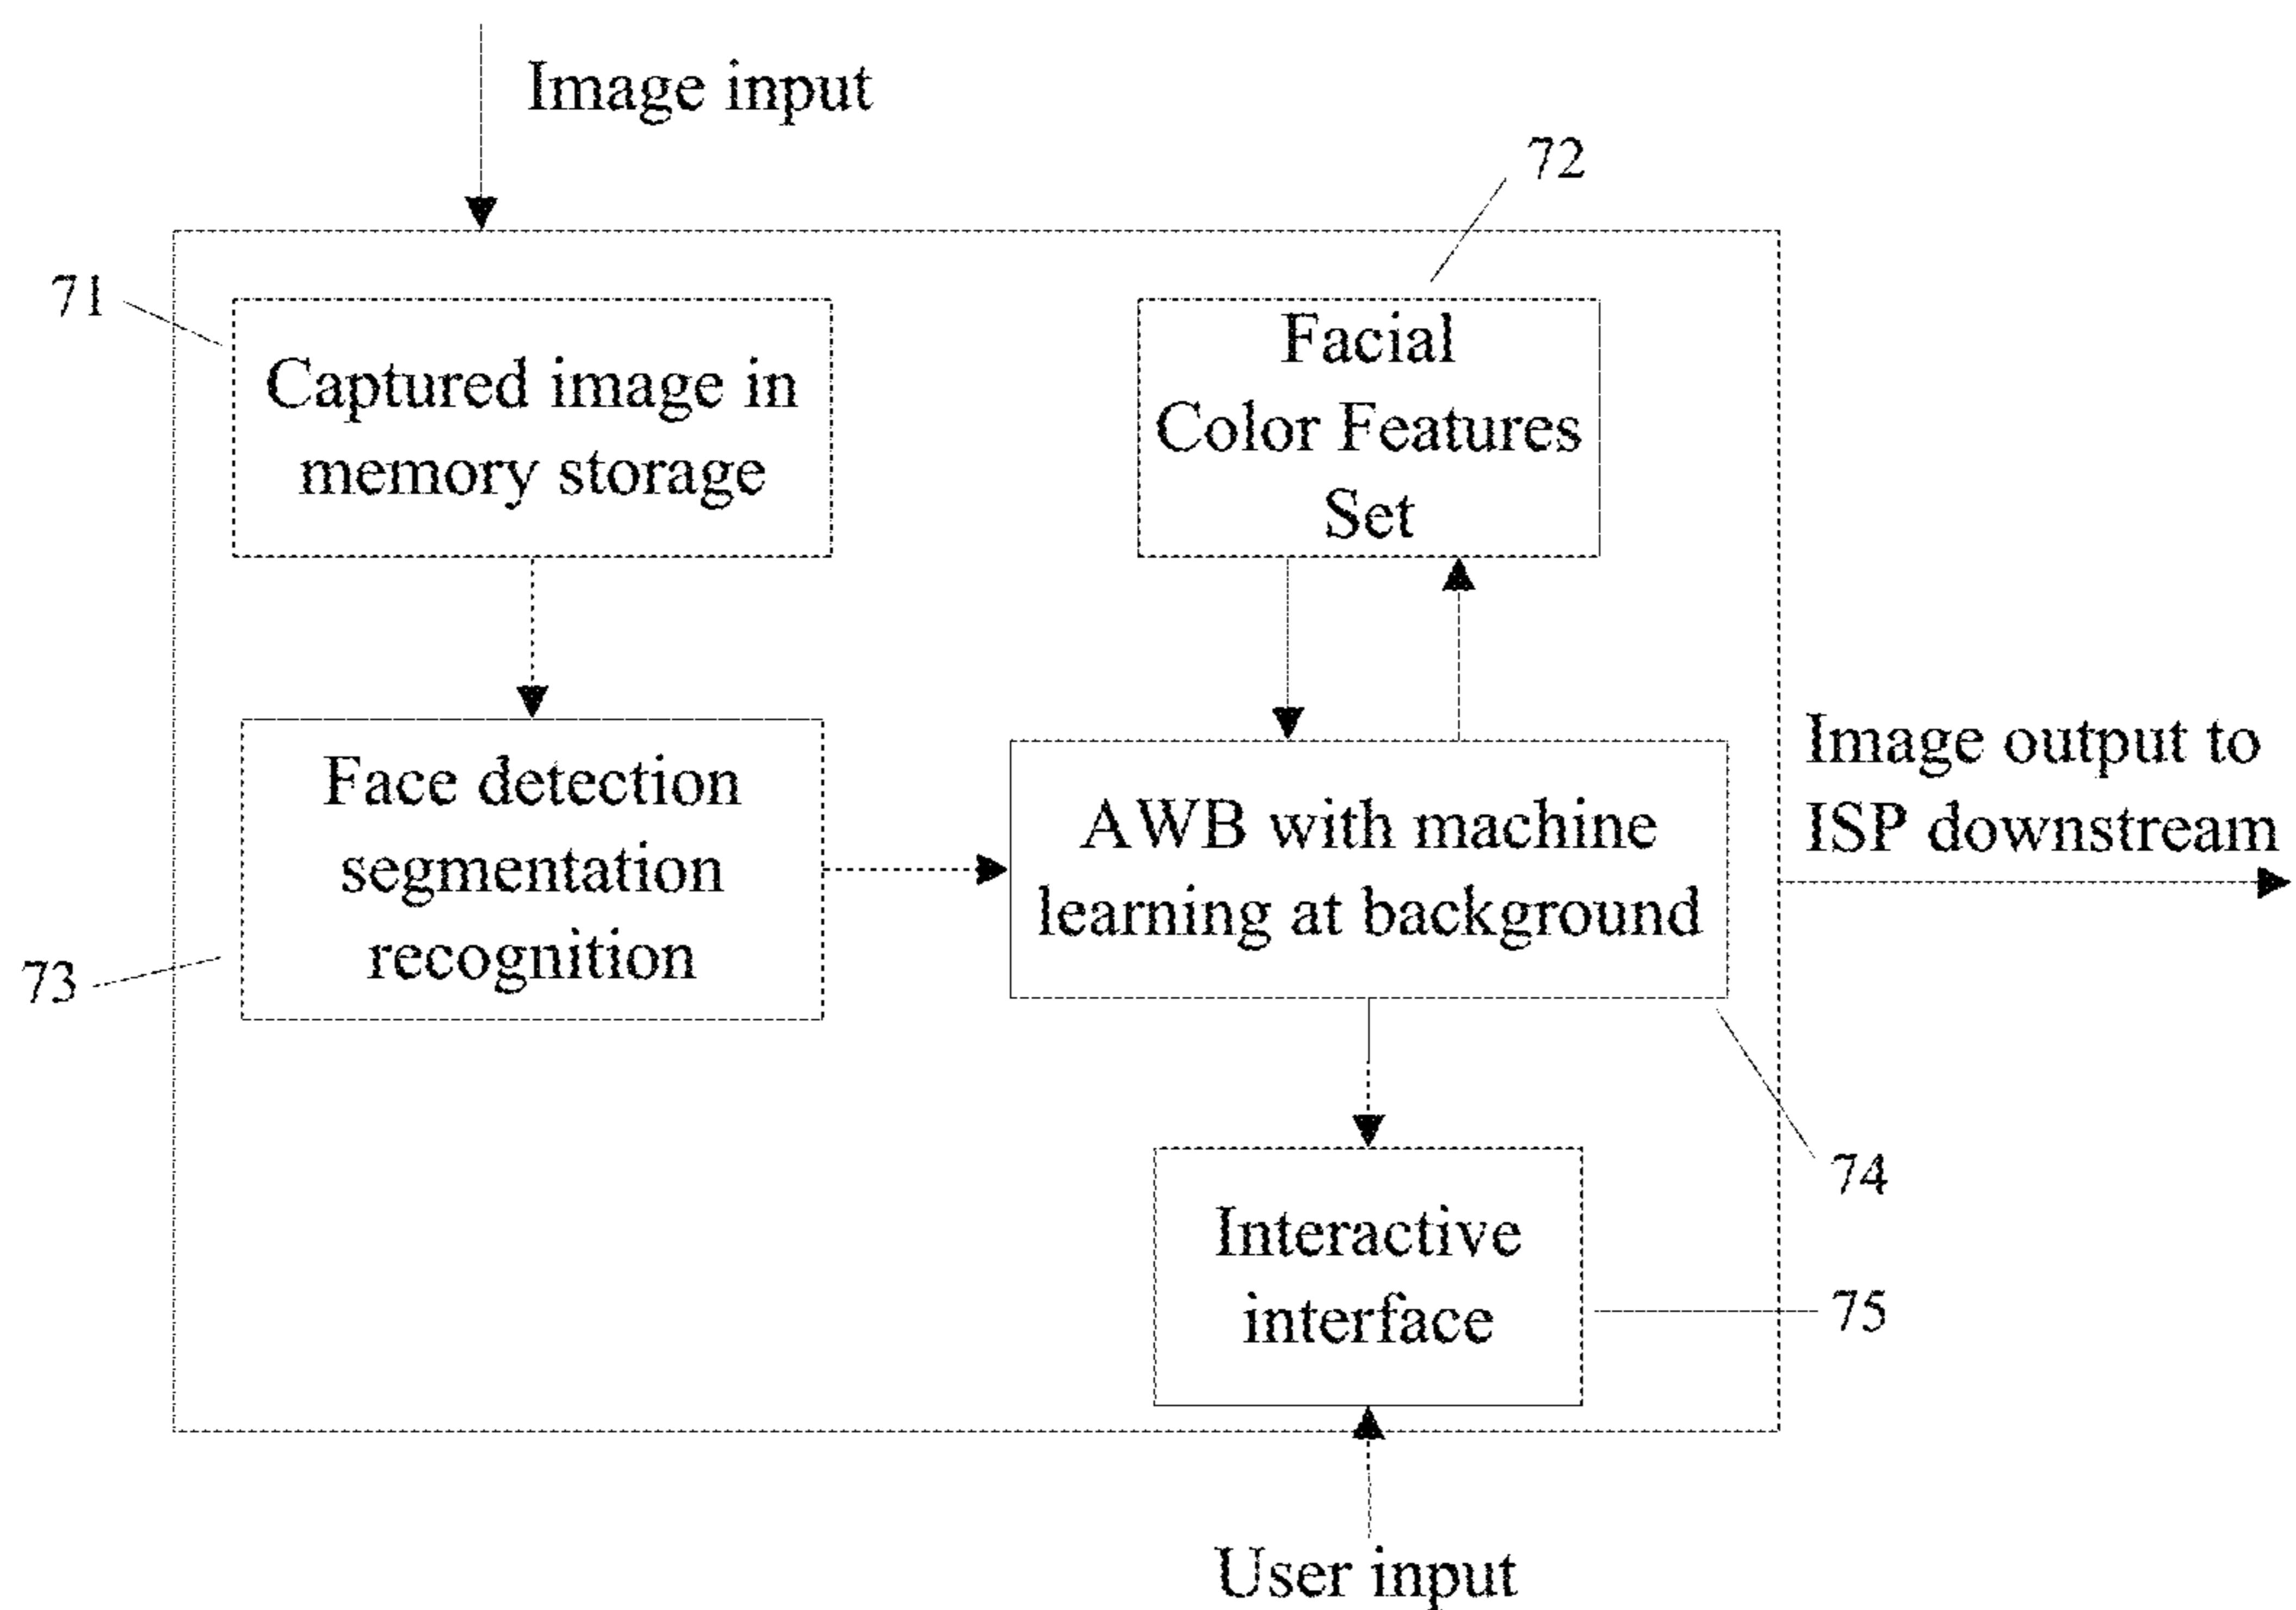 Image input
72
71
Captured image in
memory storage
Facial
Color Features
Set
Face detection
segmentation
recognition
73
AWB with machine
learning at background
Image output to
ISP downstream
74
Interactive
interface
75
User input